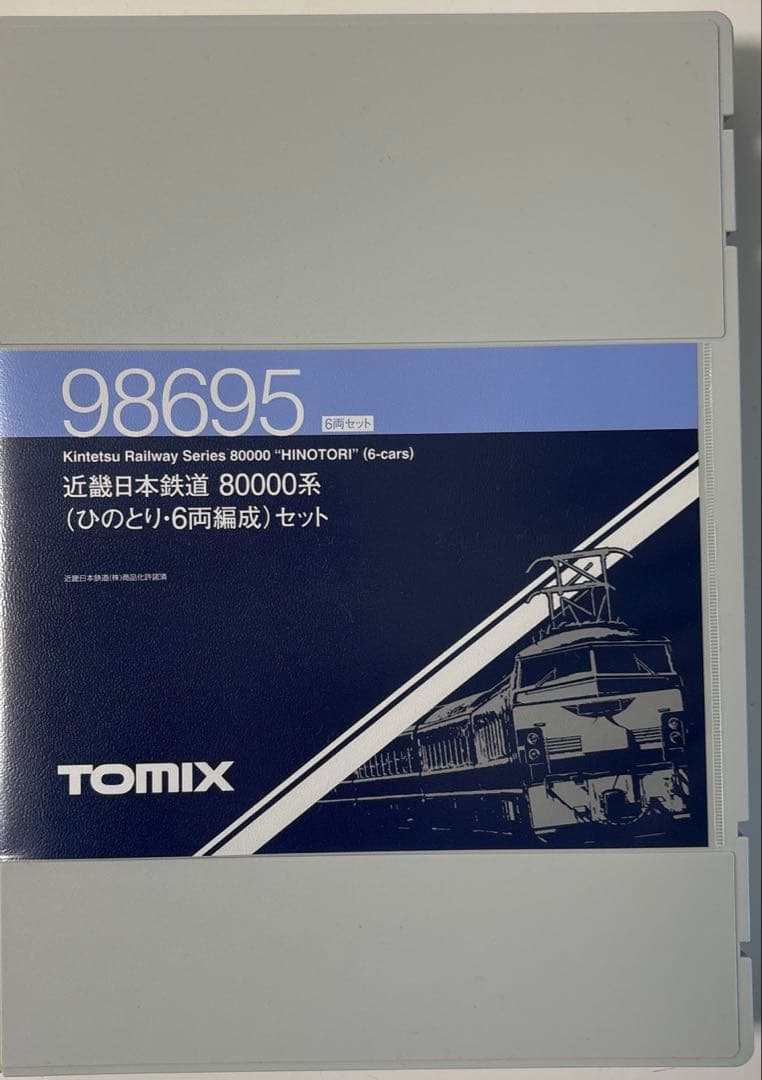 98695 6両セット
Kintetsu Railway Series 80000 “HINOTORI” (6-cars)
近畿日本鉄道 80000系
(ひのとり・6両編成)セット
近畿日本鉄道(株)商品化許諾済
TOMIX